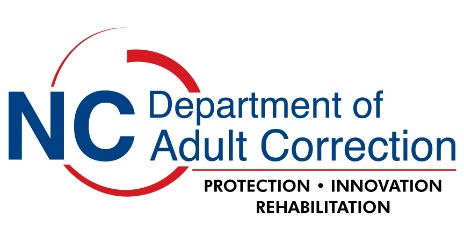 NC Department of
Adult Correction
PROTECTION • INNOVATION
REHABILITATION